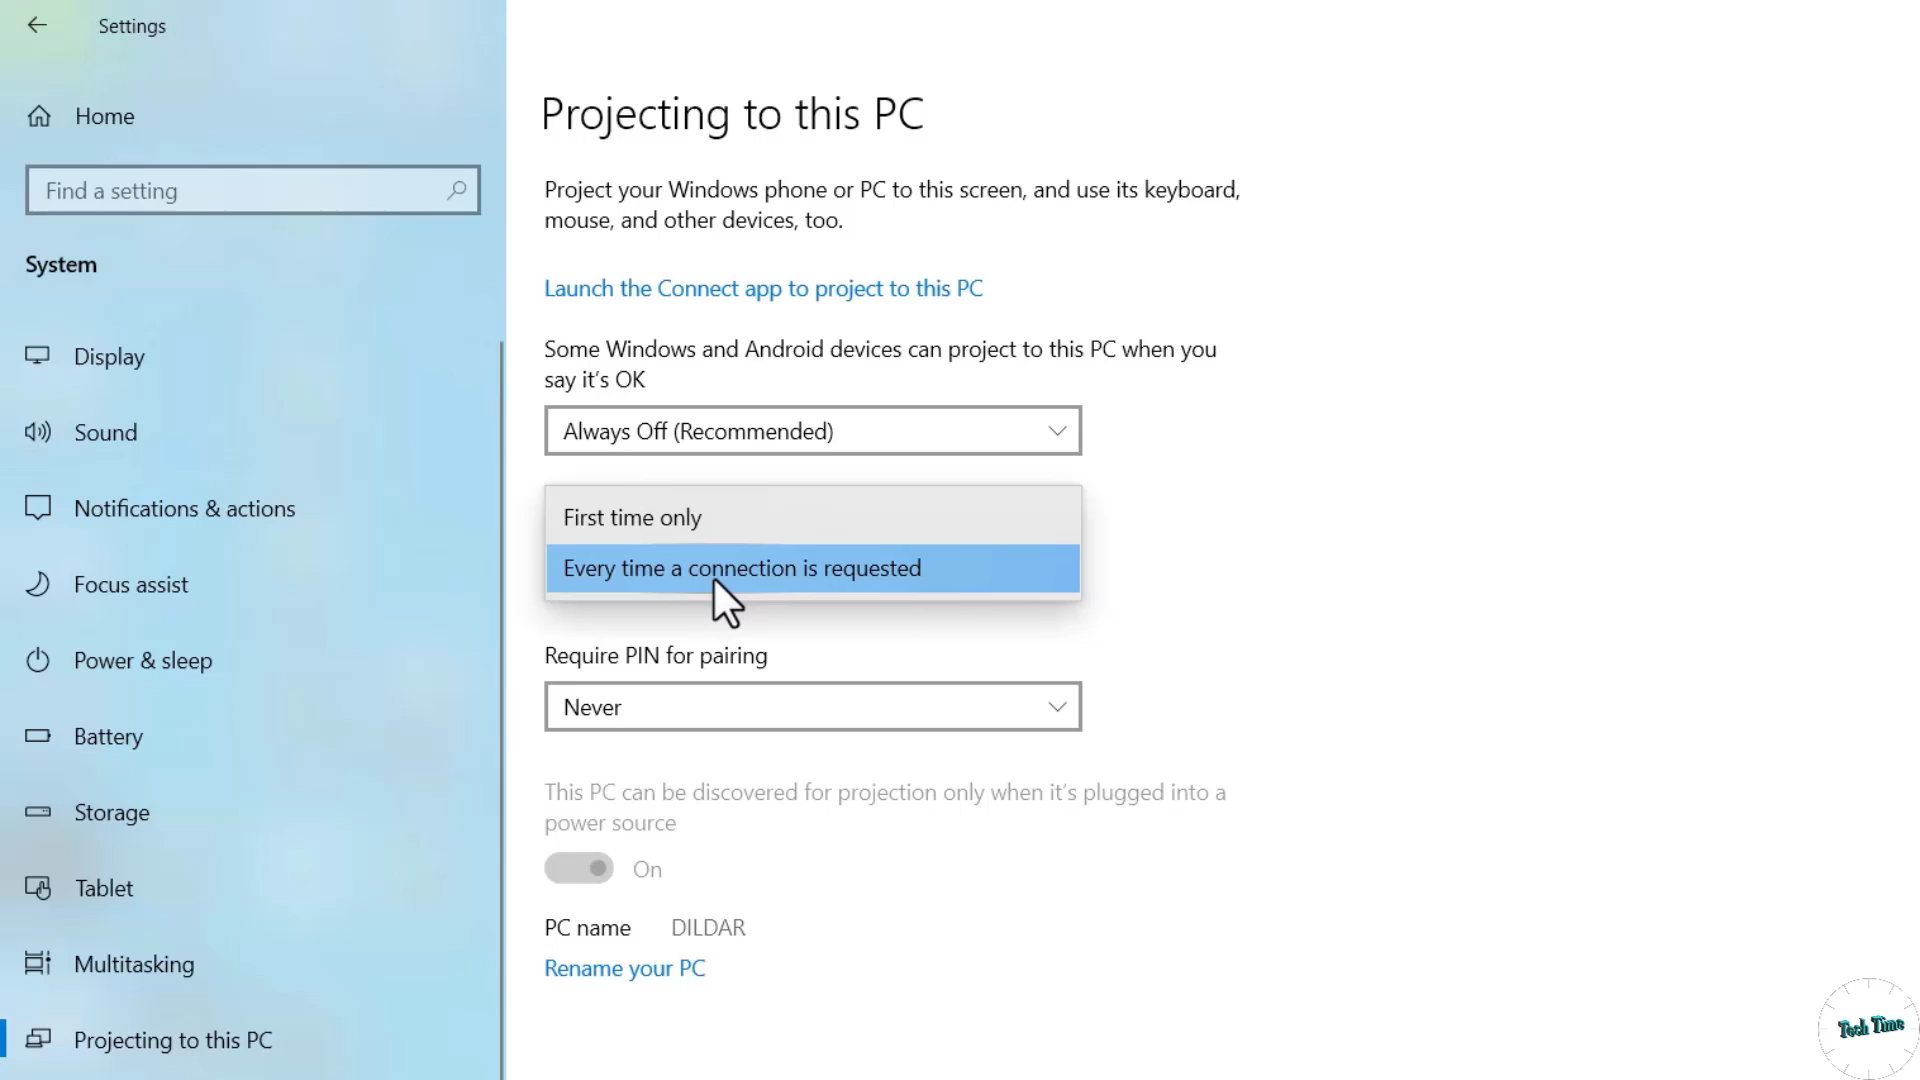 Settings
Home
Find a setting
System
Display
Sound
Notifications & actions
Focus assist
Power & sleep
Battery
Storage
Tablet
Multitasking
Projecting to this PC
Projecting to this PC
Project your Windows phone or PC to this screen, and use its keyboard,
mouse, and other devices, too.
Launch the Connect app to project to this PC
Some Windows and Android devices can project to this PC when you
say it’s OK
Always Off (Recommended)
First time only
Every time a connection is requested
Require PIN for pairing
Never
This PC can be discovered for projection only when it’s plugged into a
power source
On
PC name DILDAR
Rename your PC
Tech Time